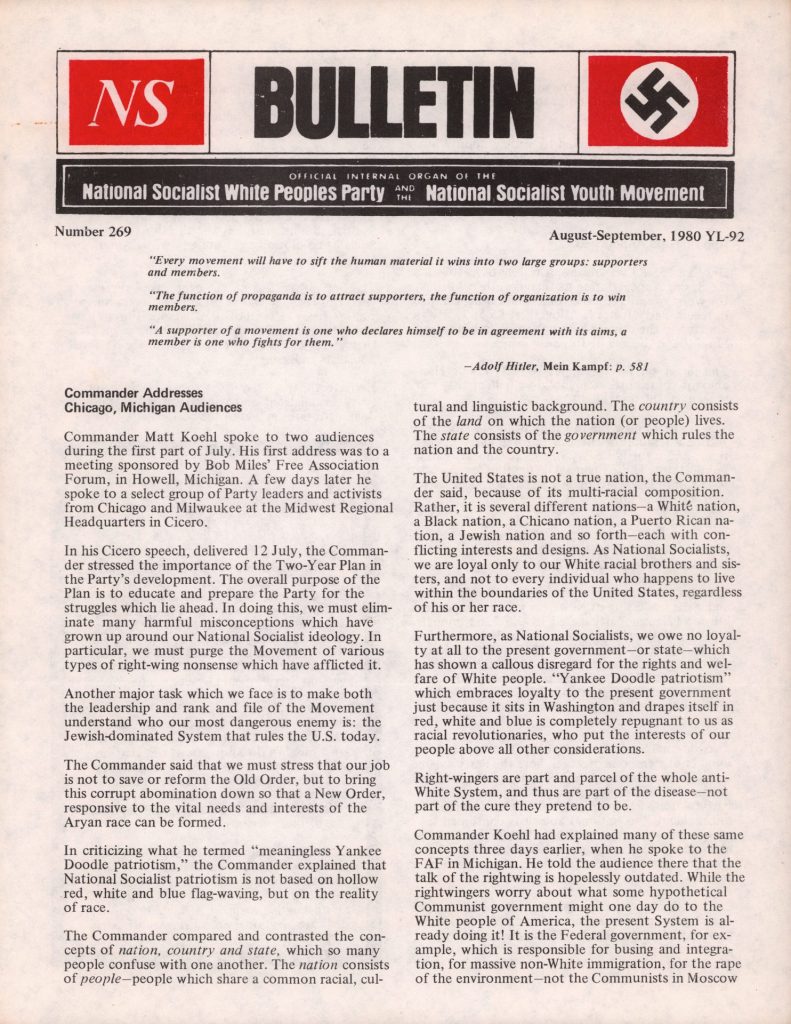 NS
BULLETIN
OFFICIAL INTERNAL ORGAN OF THE
National Socialist White Peoples Party AND THE National Socialist Youth Movement
Number 269
August-September, 1980 YL-92
"Every movement will have to sift the human material it wins into two large groups: supporters
and members.
"The function of propaganda is to attract supporters, the function of organization is to win
members.
"A supporter of a movement is one who declares himself to be in agreement with its aims, a
member is one who fights for them."
—Adolf Hitler, Mein Kampf: p. 581
Commander Addresses
Chicago, Michigan Audiences
Commander Matt Koehl spoke to two audiences
during the first part of July. His first address was to a
meeting sponsored by Bob Miles' Free Association
Forum, in Howell, Michigan. A few days later he
spoke to a select group of Party leaders and activists
from Chicago and Milwaukee at the Midwest Regional
Headquarters in Cicero.
In his Cicero speech, delivered 12 July, the Comman-
der stressed the importance of the Two-Year Plan in
the Party's development. The overall purpose of the
Plan is to educate and prepare the Party for the
struggles which lie ahead. In doing this, we must elim-
inate many harmful misconceptions which have
grown up around our National Socialist ideology. In
particular, we must purge the Movement of various
types of right-wing nonsense which have afflicted it.
Another major task which we face is to make both
the leadership and rank and file of the Movement
understand who our most dangerous enemy is: the
Jewish-dominated System that rules the U.S. today.
The Commander said that we must stress that our job
is not to save or reform the Old Order, but to bring
this corrupt abomination down so that a New Order,
responsive to the vital needs and interests of the
Aryan race can be formed.
In criticizing what he termed "meaningless Yankee
Doodle patriotism," the Commander explained that
National Socialist patriotism is not based on hollow
red, white and blue flag-waving, but on the reality
of race.
The Commander compared and contrasted the con-
cepts of nation, country and state, which so many
people confuse with one another. The nation consists
of people—people which share a common racial, cul-
tural and linguistic background. The country consists
of the land on which the nation (or people) lives.
The state consists of the government which rules the
nation and the country.
The United States is not a true nation, the Comman-
der said, because of its multi-racial composition.
Rather, it is several different nations—a White nation,
a Black nation, a Chicano nation, a Puerto Rican na-
tion, a Jewish nation and so forth—each with con-
flicting interests and designs. As National Socialists,
we are loyal only to our White racial brothers and sis-
ters, and not to every individual who happens to live
within the boundaries of the United States, regardless
of his or her race.
Furthermore, as National Socialists, we owe no loyal-
ty at all to the present government—or state—which
has shown a callous disregard for the rights and wel-
fare of White people. "Yankee Doodle patriotism"
which embraces loyalty to the present government
just because it sits in Washington and drapes itself in
red, white and blue is completely repugnant to us as
racial revolutionaries, who put the interests of our
people above all other considerations.
Right-wingers are part and parcel of the whole anti-
White System, and thus are part of the disease—not
part of the cure they pretend to be.
Commander Koehl had explained many of these same
concepts three days earlier, when he spoke to the
FAF in Michigan. He told the audience there that the
talk of the rightwing is hopelessly outdated. While the
rightwingers worry about what some hypothetical
Communist government might one day do to the
White people of America, the present System is al-
ready doing it! It is the Federal government, for ex-
ample, which is responsible for busing and integra-
tion, for massive non-White immigration, for the rape
of the environment—not the Communists in Moscow